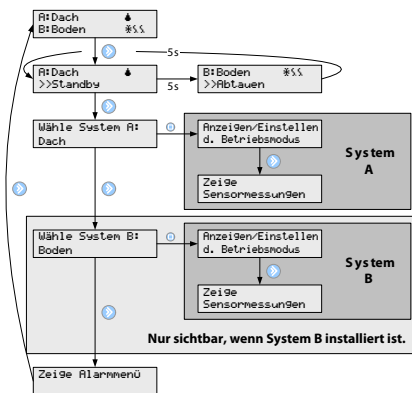 A:Dach
B:Boden
5s
A:Dach
>>Standby
5s
B:Boden
>>Abtauen
Wähle System A:
Dach
Anzeigen/Einstellen
d. Betriebsmodus
Zeige
Sensormessungen
System
A
Wähle System B:
Boden
Anzeigen/Einstellen
d. Betriebsmodus
Zeige
Sensormessungen
System
B
Nur sichtbar, wenn System B installiert ist.
Zeige Alarmmenü